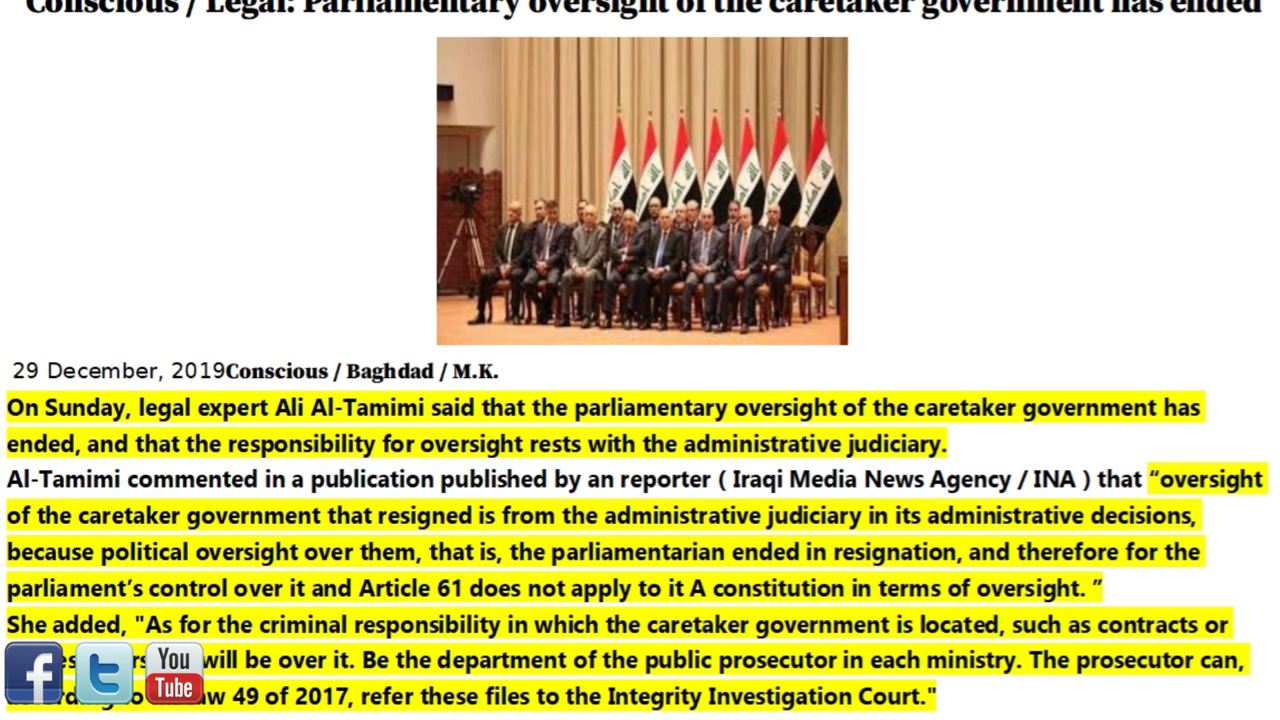 Conscious / Legal: Parliamentary oversight of the caretaker government has ended
29 December, 2019Conscious / Baghdad / M.K.
On Sunday, legal expert Ali Al-Tamimi said that the parliamentary oversight of the caretaker government has
ended, and that the responsibility for oversight rests with the administrative judiciary.
Al-Tamimi commented in a publication published by an reporter ( Iraqi Media News Agency / INA ) that “oversight
of the caretaker government that resigned is from the administrative judiciary in its administrative decisions,
because political oversight over them, that is, the parliamentarian ended in resignation, and therefore for the
parliament’s control over it and Article 61 does not apply to it A constitution in terms of oversight. ”
She added, "As for the criminal responsibility in which the caretaker government is located, such as contracts or
will be over it. Be the department of the public prosecutor in each ministry. The prosecutor can,
49 of 2017, refer these files to the Integrity Investigation Court."
f
t
You
Tube